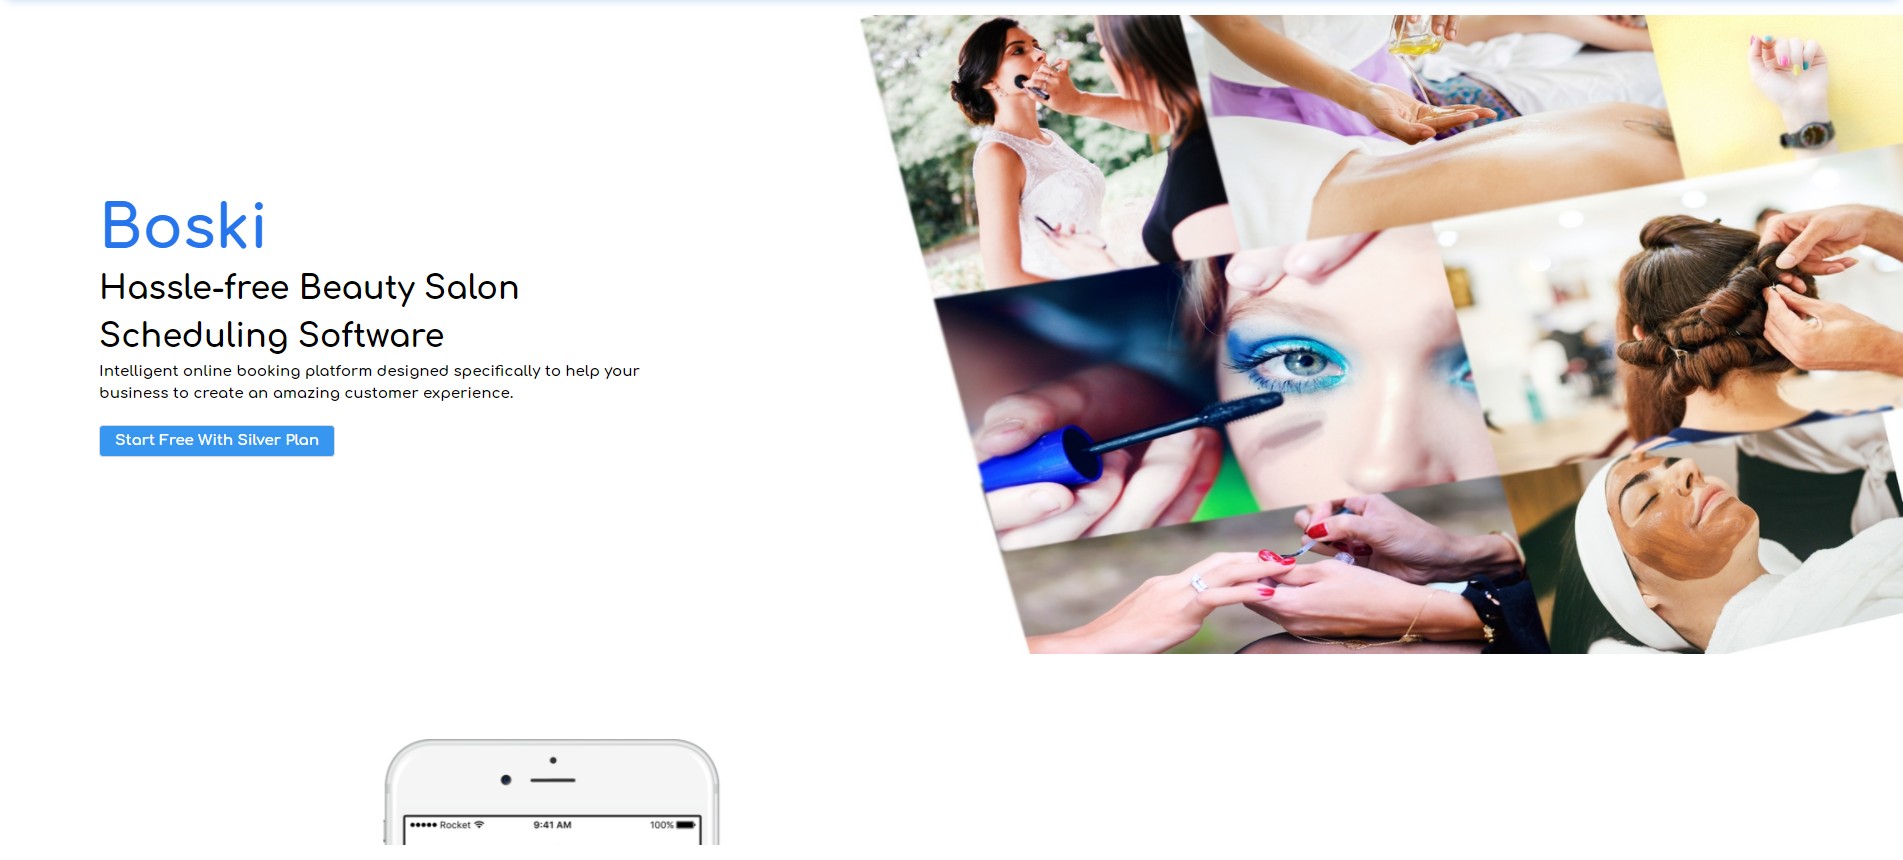 Boski
Hassle-free Beauty Salon
Scheduling Software
Intelligent online booking platform designed specifically to help your
business to create an amazing customer experience.
Start Free With Silver Plan
Rocket 9:41 AM 100%